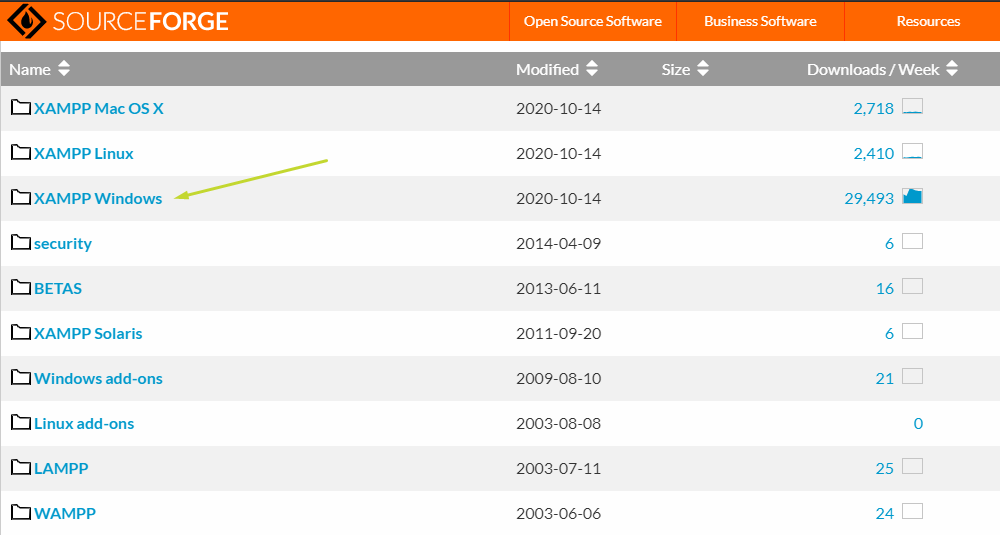 SOURCEFORGE Open Source Software Business Software Resources
Name Modified Size Downloads / Week
XAMPP Mac OS X 2020-10-14 2,718
XAMPP Linux 2020-10-14 2,410
XAMPP Windows 2020-10-14 29,493
security 2014-04-09 6
BETAS 2013-06-11 16
XAMPP Solaris 2011-09-20 6
Windows add-ons 2009-08-10 21
Linux add-ons 2003-08-08 0
LAMPP 2003-07-11 25
WAMPP 2003-06-06 24